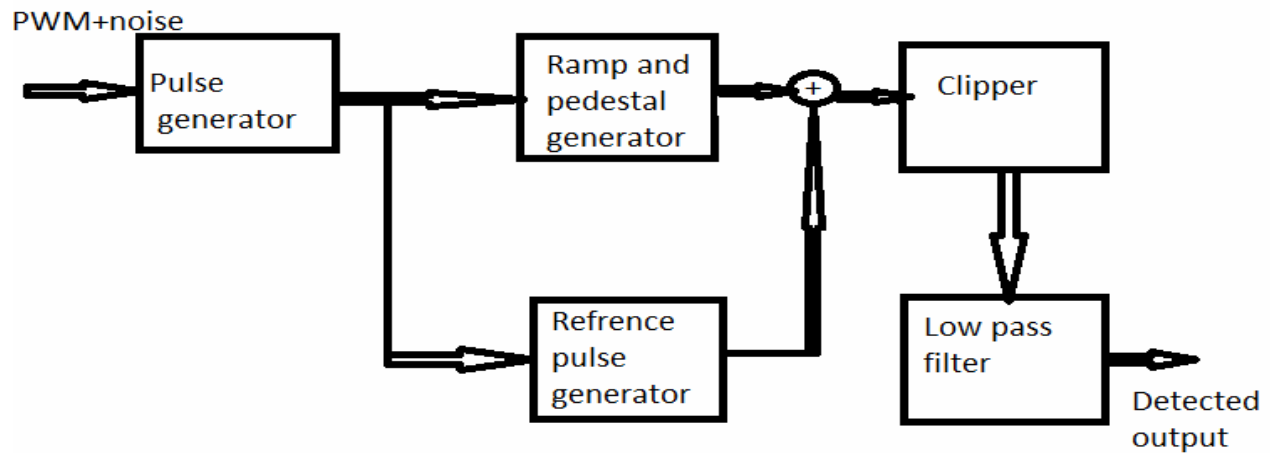 PWM+noise
Pulse
generator
Ramp and
pedestal
generator
+
Clipper
Refrence
pulse
generator
Low pass
filter
Detected
output